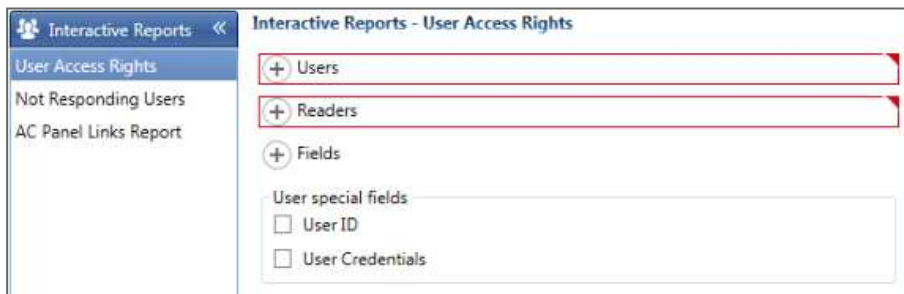 Interactive Reports
User Access Rights
Not Responding Users
AC Panel Links Report
Interactive Reports - User Access Rights
Users
Readers
Fields
User special fields
User ID
User Credentials